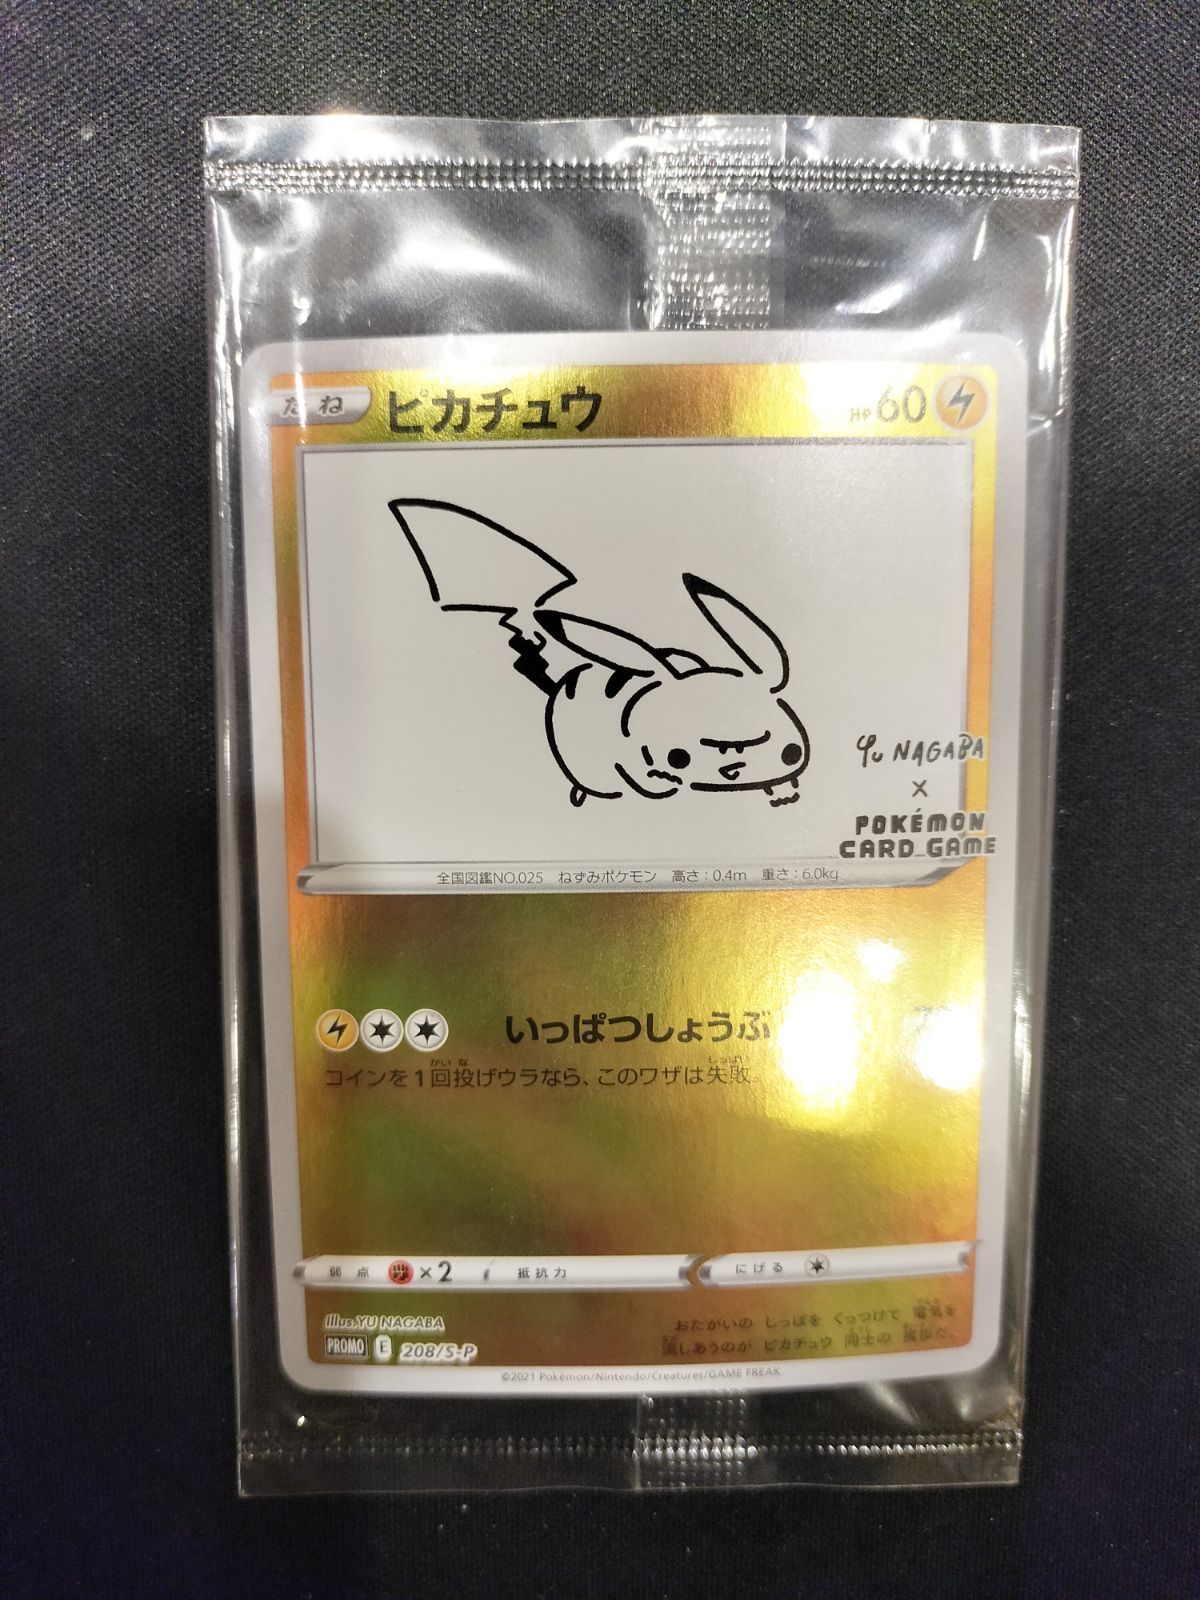 たね ピカチュウ HP60
YU NAGABA
×
POKÉMON
CARD GAME
全国図鑑NO.025 ねずみポケモン 高さ:0.4m 重さ:6.0kg
いっぱつしょうぶ
コインを1回投げウラなら、このワザは失敗。
弱点 ×2 抵抗力 にげる
illus.YU NAGABA
PROMO E 208/S-P
おたがいの しっぽを くっつけて 電気を
流しあうのが ピカチュウ 同士の 挨拶だ。
©2021 Pokémon/Nintendo/Creatures/GAME FREAK